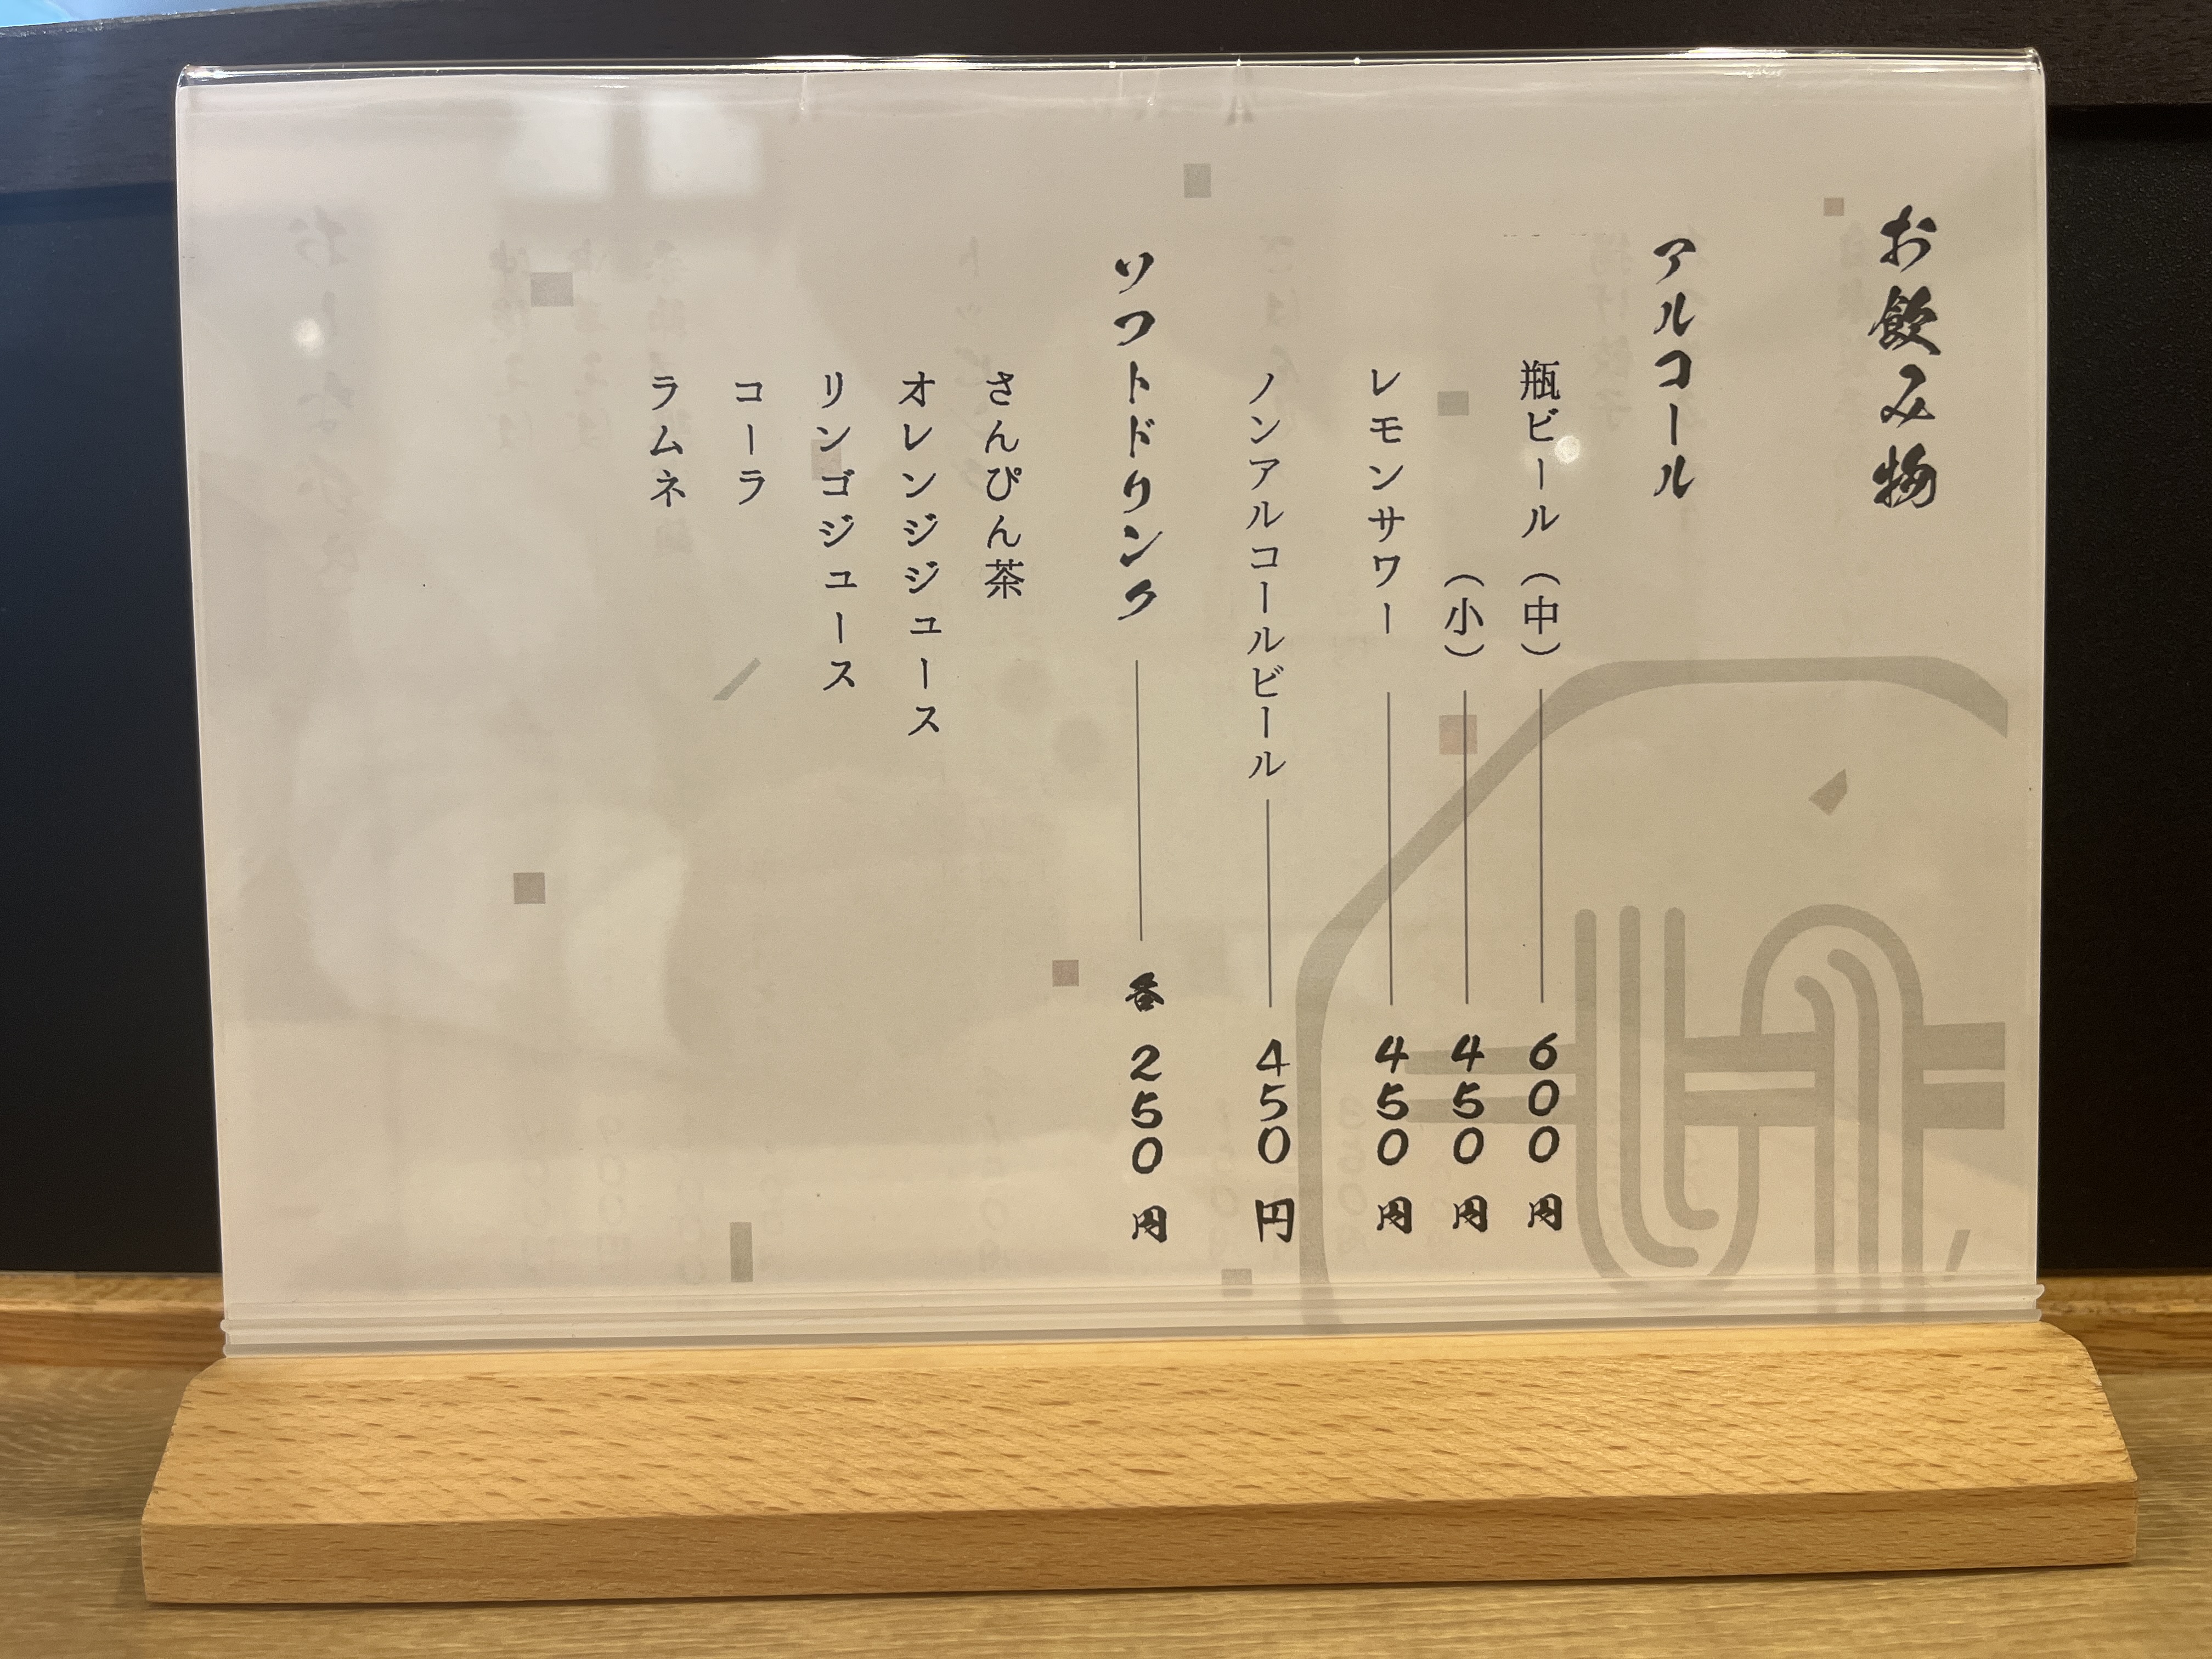 お飲み物
アルコール
瓶ビール（中） 600円
（小） 450円
レモンサワー 450円
ノンアルコールビール 450円
ソフトドリンク 各 250円
さんぴん茶
オレンジジュース
リンゴジュース
コーラ
ラムネ